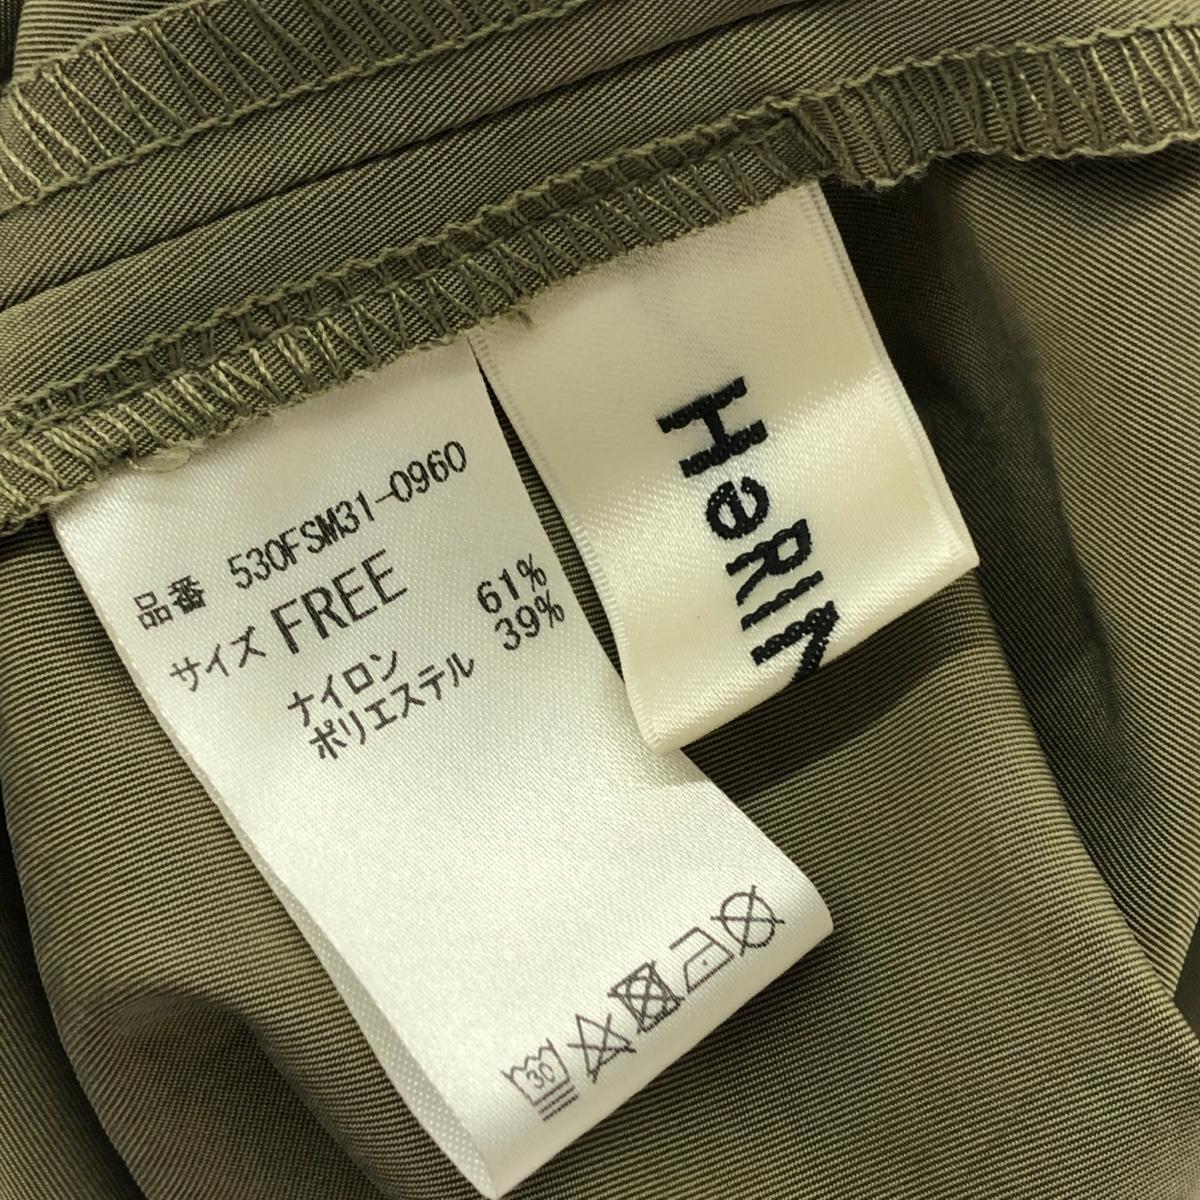 品番 530FSM31-0960
サイズ FREE
ナイロン 61%
ポリエステル 39%
30
HeRIN